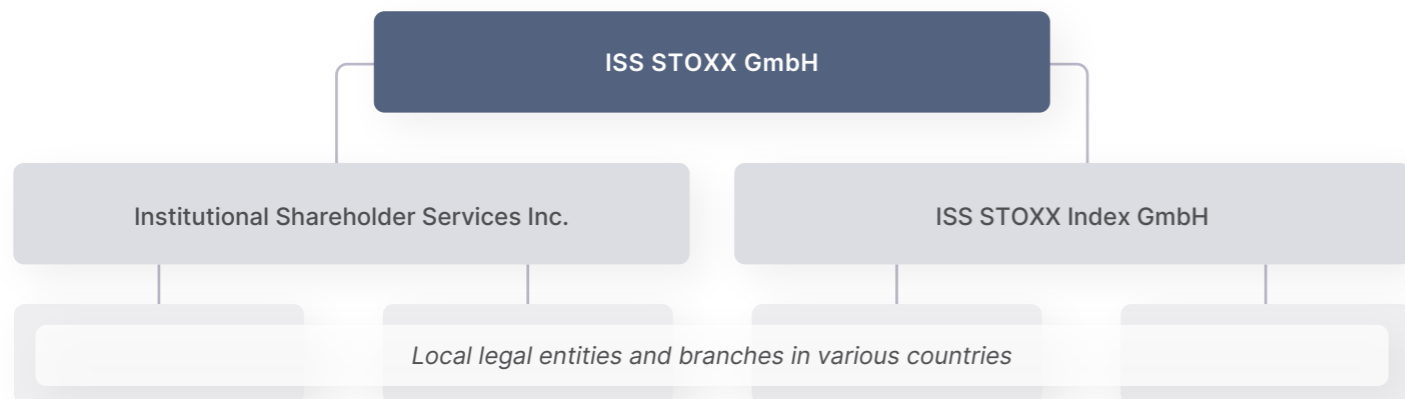 ISS STOXX GmbH
Institutional Shareholder Services Inc.
ISS STOXX Index GmbH
Local legal entities and branches in various countries